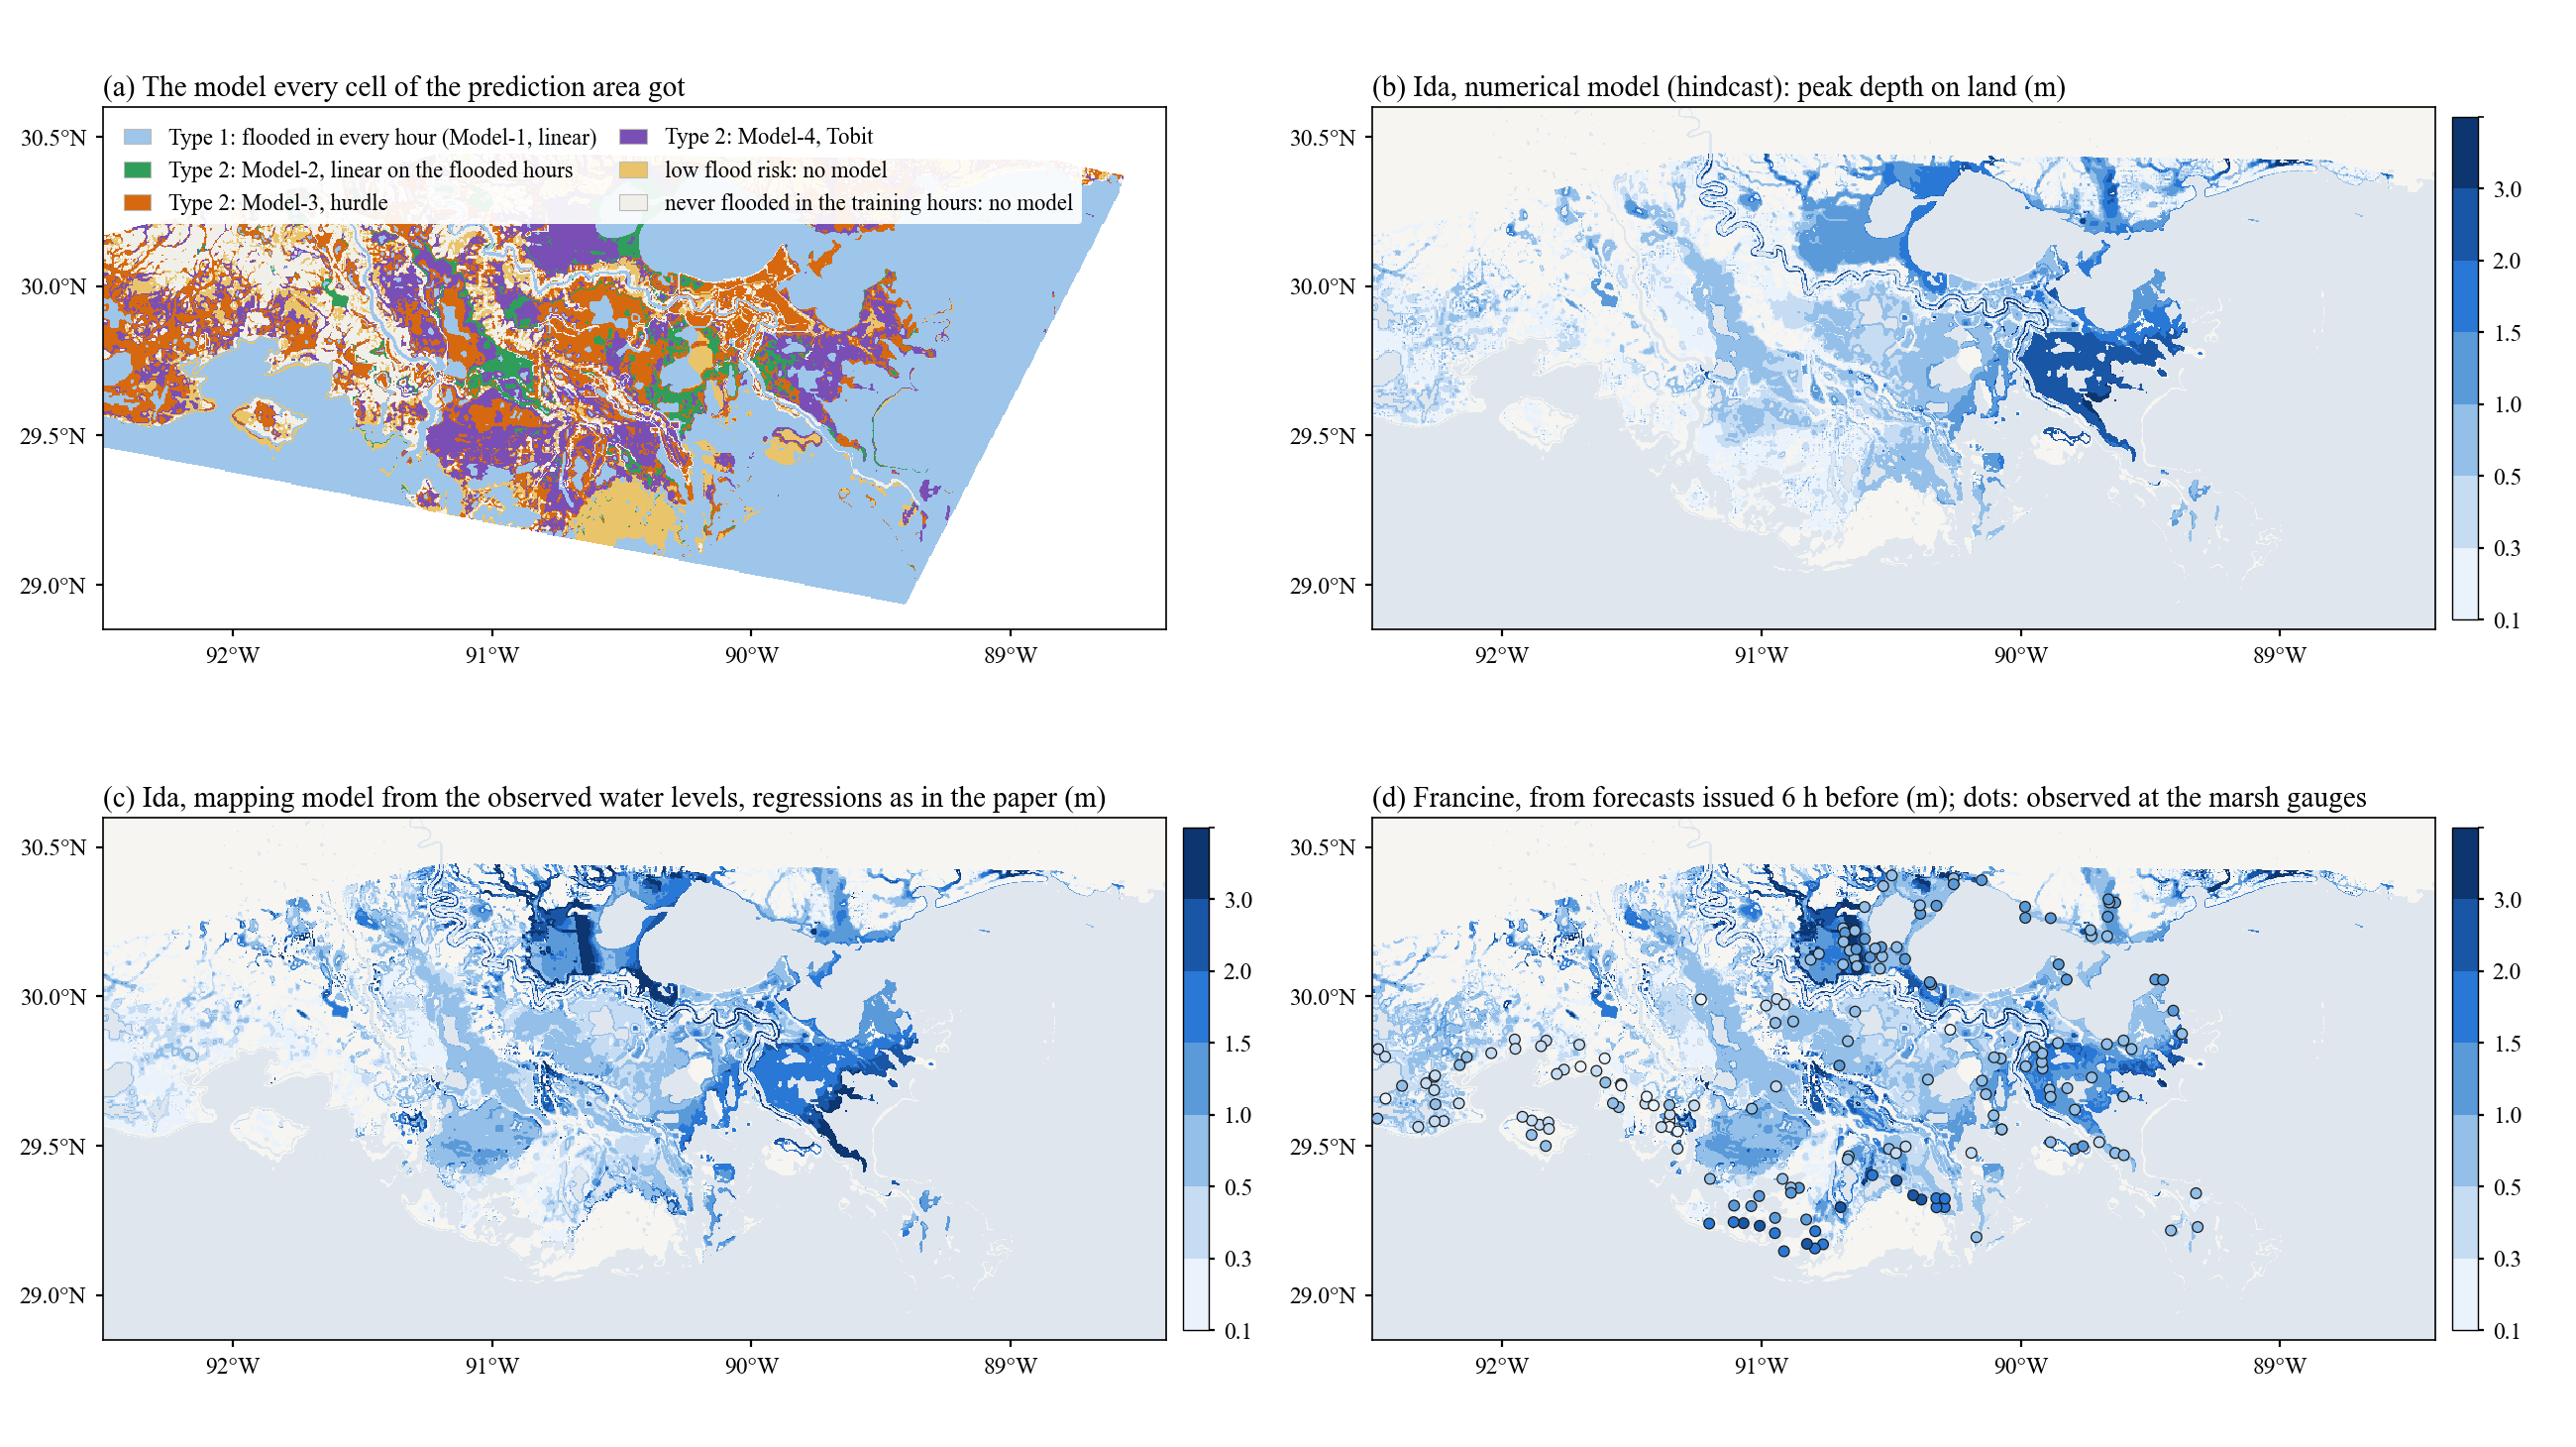 (a) The model every cell of the prediction area got
Type 1: flooded in every hour (Model-1, linear)
Type 2: Model-2, linear on the flooded hours
Type 2: Model-3, hurdle
Type 2: Model-4, Tobit
low flood risk: no model
never flooded in the training hours: no model
30.5°N
30.0°N
29.5°N
29.0°N
92°W
91°W
90°W
89°W
(b) Ida, numerical model (hindcast): peak depth on land (m)
30.5°N
30.0°N
29.5°N
29.0°N
92°W
91°W
90°W
89°W
3.0
2.0
1.5
1.0
0.5
0.3
0.1
(c) Ida, mapping model from the observed water levels, regressions as in the paper (m)
30.5°N
30.0°N
29.5°N
29.0°N
92°W
91°W
90°W
89°W
3.0
2.0
1.5
1.0
0.5
0.3
0.1
(d) Francine, from forecasts issued 6 h before (m); dots: observed at the marsh gauges
30.5°N
30.0°N
29.5°N
29.0°N
92°W
91°W
90°W
89°W
3.0
2.0
1.5
1.0
0.5
0.3
0.1